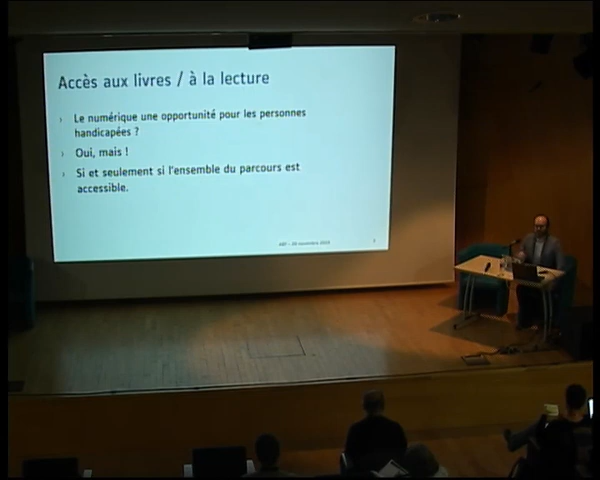 Accès aux livres / à la lecture
› Le numérique une opportunité pour les personnes
handicapées ?
› Oui, mais !
› Si et seulement si l'ensemble du parcours est
accessible.